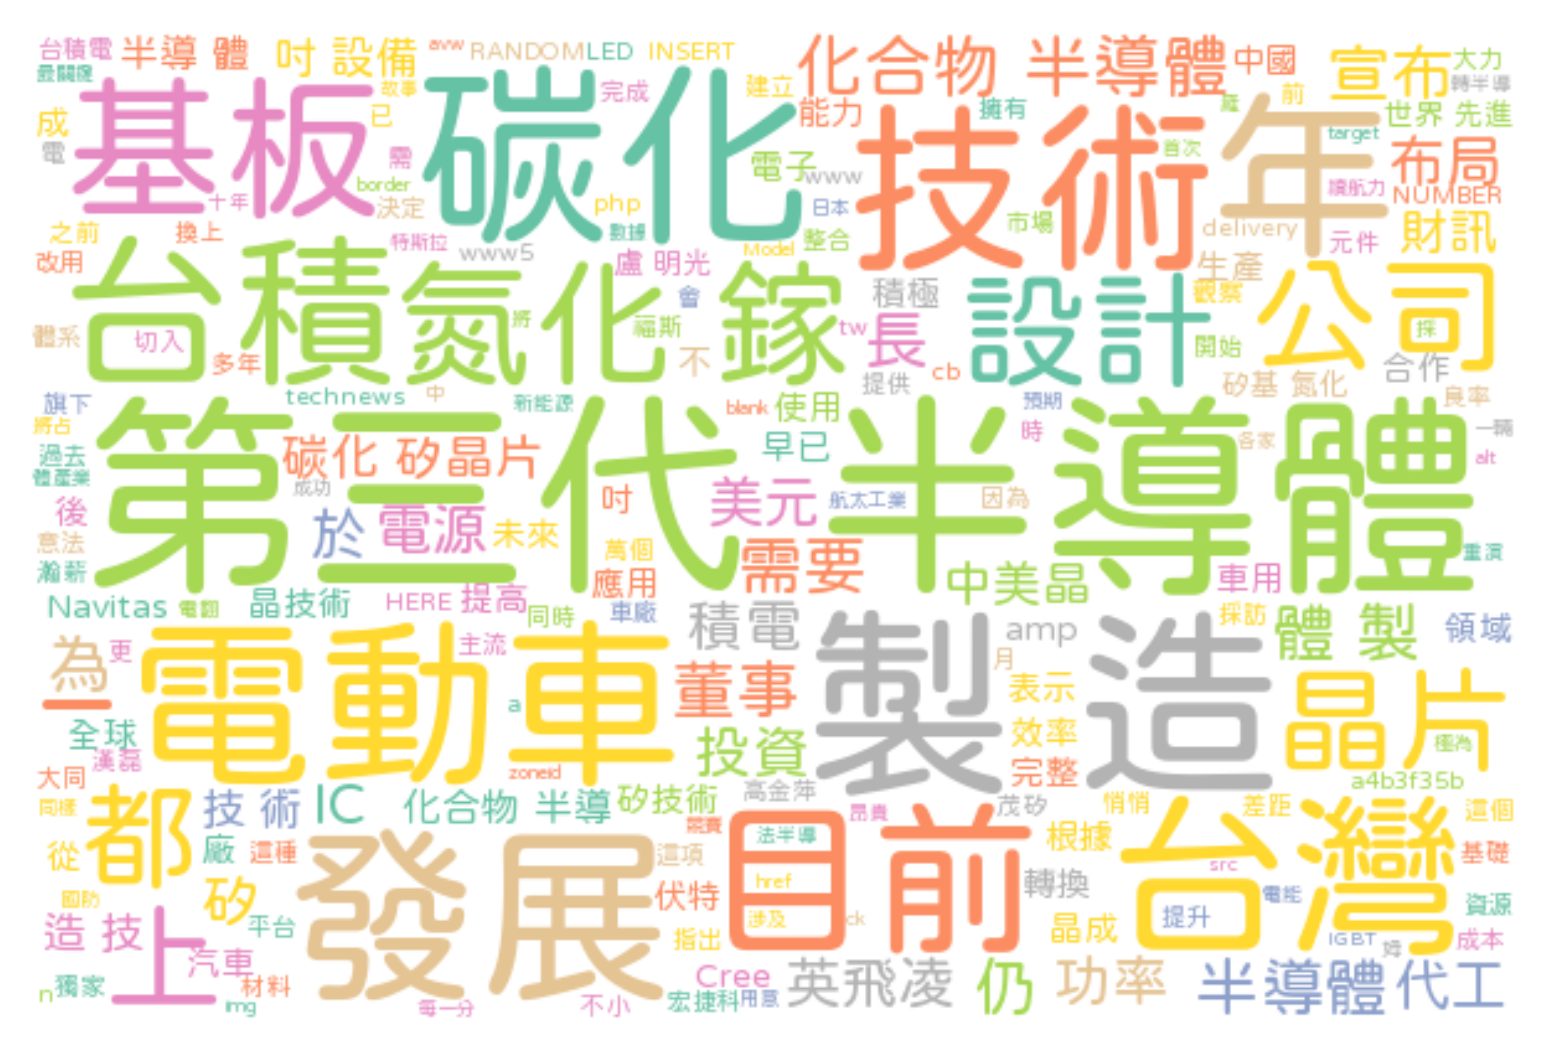 台積電 半導 體 吋 設備 avw RANDOM LED INSERT 化合物 半導體 中國 宣布 大力
最關鍵 故事 完成 建立 前 轉半導
基板 碳化 能力 擁有 技術 年 世界 先進
成 已 target
電 需 電子 www 首次 布局
border 續航力 NUMBER
十年 決定 php 日本 市場 delivery 財訊
之前 換上 特斯拉 數據 整合 元件
改用 www5 盧 明光 Model 生產
台積 氮化 鎵 會 積極 設計 觀察 公司
體系 切入 將 福斯 tw 長 開始 採
多年 不 提供 cb 矽基 氮化 合作
旗下 technews 中 新能源 blank 使用 預期 良率
將占 時 一輛
過去 第三代半導體 碳化 矽晶片 早已 各家 alt
體產業 成功 吋 美元 航太工業 因為
後 於 電源 未來
意法 萬個 需要 重演
瀚薪 應用 中美晶 車用
Navitas 電翻 晶技術 HERE 提高 同時 車廠 積電 amp 採訪 體 製 領域
為 更 電動車 主流 製造 月
一 a 董事 表示 晶片
全球 投資 效率 極為
漢磊 zoneid 完整
大同 高金萍 a4b3f35b
同樣 都 技 術 IC 化合物 半導 矽技術 昂貴 茂矽 悄悄 差距 這個
從 廠 這種 發展 競賽 目前 法半導 根據 台灣 基礎
這項 href 轉換 src
國防 矽 伏特 電能 資源
造 技 上 平台 指出 涉及 ck 晶成 提升
汽車 IGBT 姆 成本
n 獨家 材料 Cree 英飛凌 仍 功率 半導體 代工
img 每一分 不小 宏捷科 用意